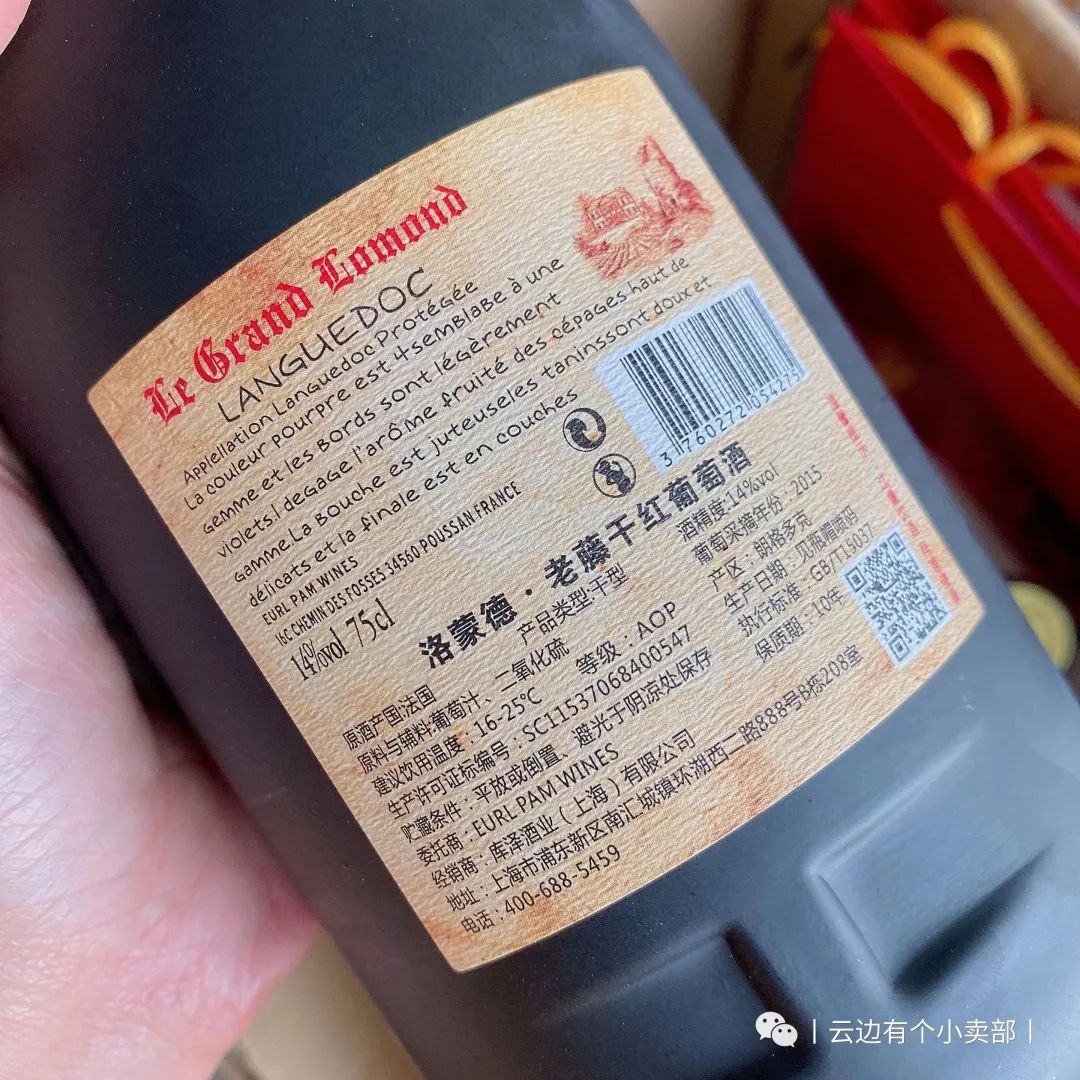 Le Grand Lomond
LANGUEDOC
Appellation Languedoc Protégée
La couleur pourpre est 4 semblabe à une
gemme et les bords sont légèrement
violets.l degage l'arôme fruité des cépages haut de
gamme.La bouche est juteuseles taninssont doux et
délicats et la finale est en couches
EURL PAM WINES
16C CHEMIN DES FOSSES 34560 POUSSAN FRANCE
14%vol 75cl
3 760272 054275
洛蒙德·老藤干红葡萄酒
产品类型:干型
酒精度:14%vol
原酒产国:法国
葡萄采摘年份：2015
原料与辅料:葡萄汁、二氧化硫
产区：朗格多克
建议饮用温度：16-25℃
等级：AOP
生产日期：见瓶帽喷码
生产许可证标编号：SC11537068400547
执行标准：GB/T15037
贮藏条件：平放或倒置、避光于阴凉处保存
保质期：10年
委托商：EURL PAM WINES
经销商：库泽酒业（上海）有限公司
地址：上海市浦东新区南汇城镇环湖西一路888号B栋208室
电话：400-688-5459
丨云边有个小卖部丨